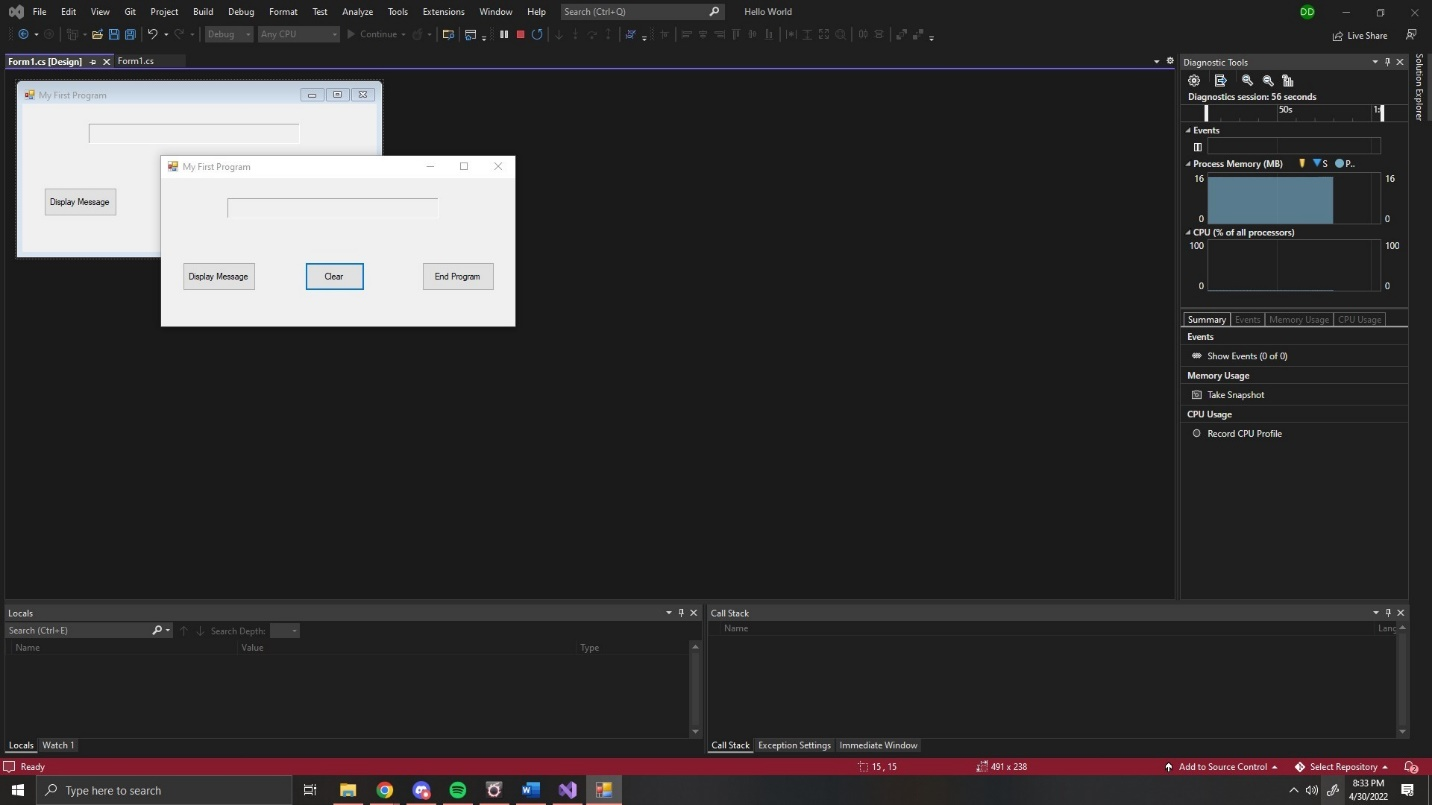 File Edit View Git Project Build Debug Format Test Analyze Tools Extensions Window Help Search (Ctrl+Q) Hello World DD
Debug Any CPU Continue Live Share
Form1.cs [Design] Form1.cs
My First Program
Display Message
My First Program
Display Message Clear End Program
Diagnostic Tools
Diagnostics session: 56 seconds
50s 1:
Events
Process Memory (MB) S P..
16 16
0 0
CPU (% of all processors)
100 100
0 0
Summary Events Memory Usage CPU Usage
Events
Show Events (0 of 0)
Memory Usage
Take Snapshot
CPU Usage
Record CPU Profile
Solution Explorer
Locals
Search (Ctrl+E) Search Depth:
Name Value Type
Locals Watch 1
Call Stack
Name Lang
Call Stack Exception Settings Immediate Window
Ready 15 , 15 491 x 238 Add to Source Control Select Repository 2
Type here to search
8:33 PM
4/30/2022